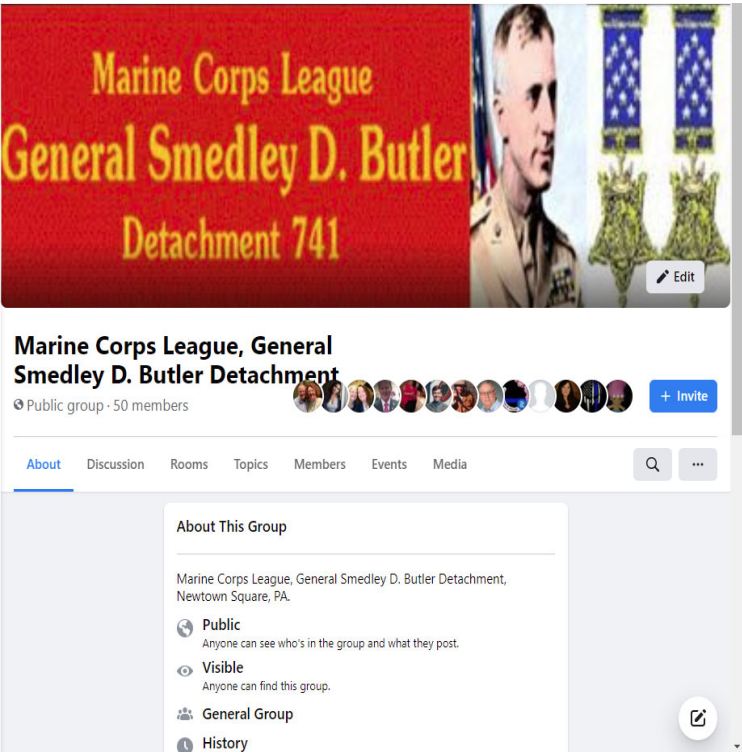 Marine Corps League
General Smedley D. Butler
Detachment 741
Edit
Marine Corps League, General
Smedley D. Butler Detachment
Public group · 50 members
+ Invite
About Discussion Rooms Topics Members Events Media
About This Group
Marine Corps League, General Smedley D. Butler Detachment,
Newtown Square, PA.
Public
Anyone can see who's in the group and what they post.
Visible
Anyone can find this group.
General Group
History